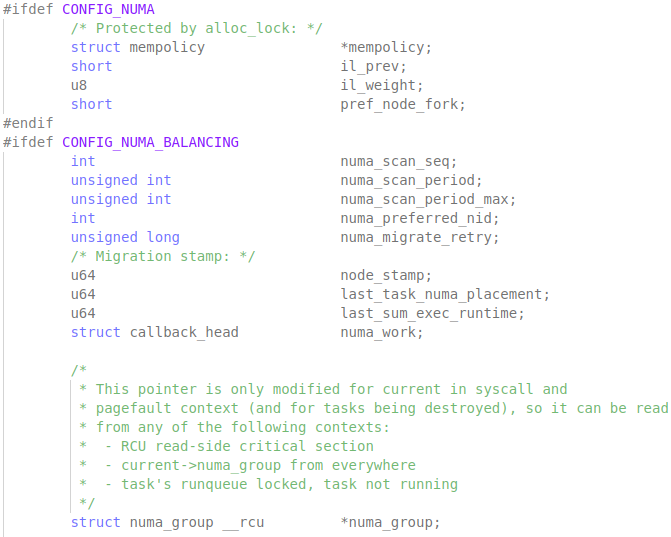 #ifdef CONFIG_NUMA
        /* Protected by alloc_lock: */
        struct mempolicy                *mempolicy;
        short                           il_prev;
        u8                              il_weight;
        short                           pref_node_fork;
#endif
#ifdef CONFIG_NUMA_BALANCING
        int                             numa_scan_seq;
        unsigned int                    numa_scan_period;
        unsigned int                    numa_scan_period_max;
        int                             numa_preferred_nid;
        unsigned long                   numa_migrate_retry;
        /* Migration stamp: */
        u64                             node_stamp;
        u64                             last_task_numa_placement;
        u64                             last_sum_exec_runtime;
        struct callback_head            numa_work;

        /*
         * This pointer is only modified for current in syscall and
         * pagefault context (and for tasks being destroyed), so it can be read
         * from any of the following contexts:
         *  - RCU read-side critical section
         *  - current->numa_group from everywhere
         *  - task's runqueue locked, task not running
         */
        struct numa_group __rcu         *numa_group;